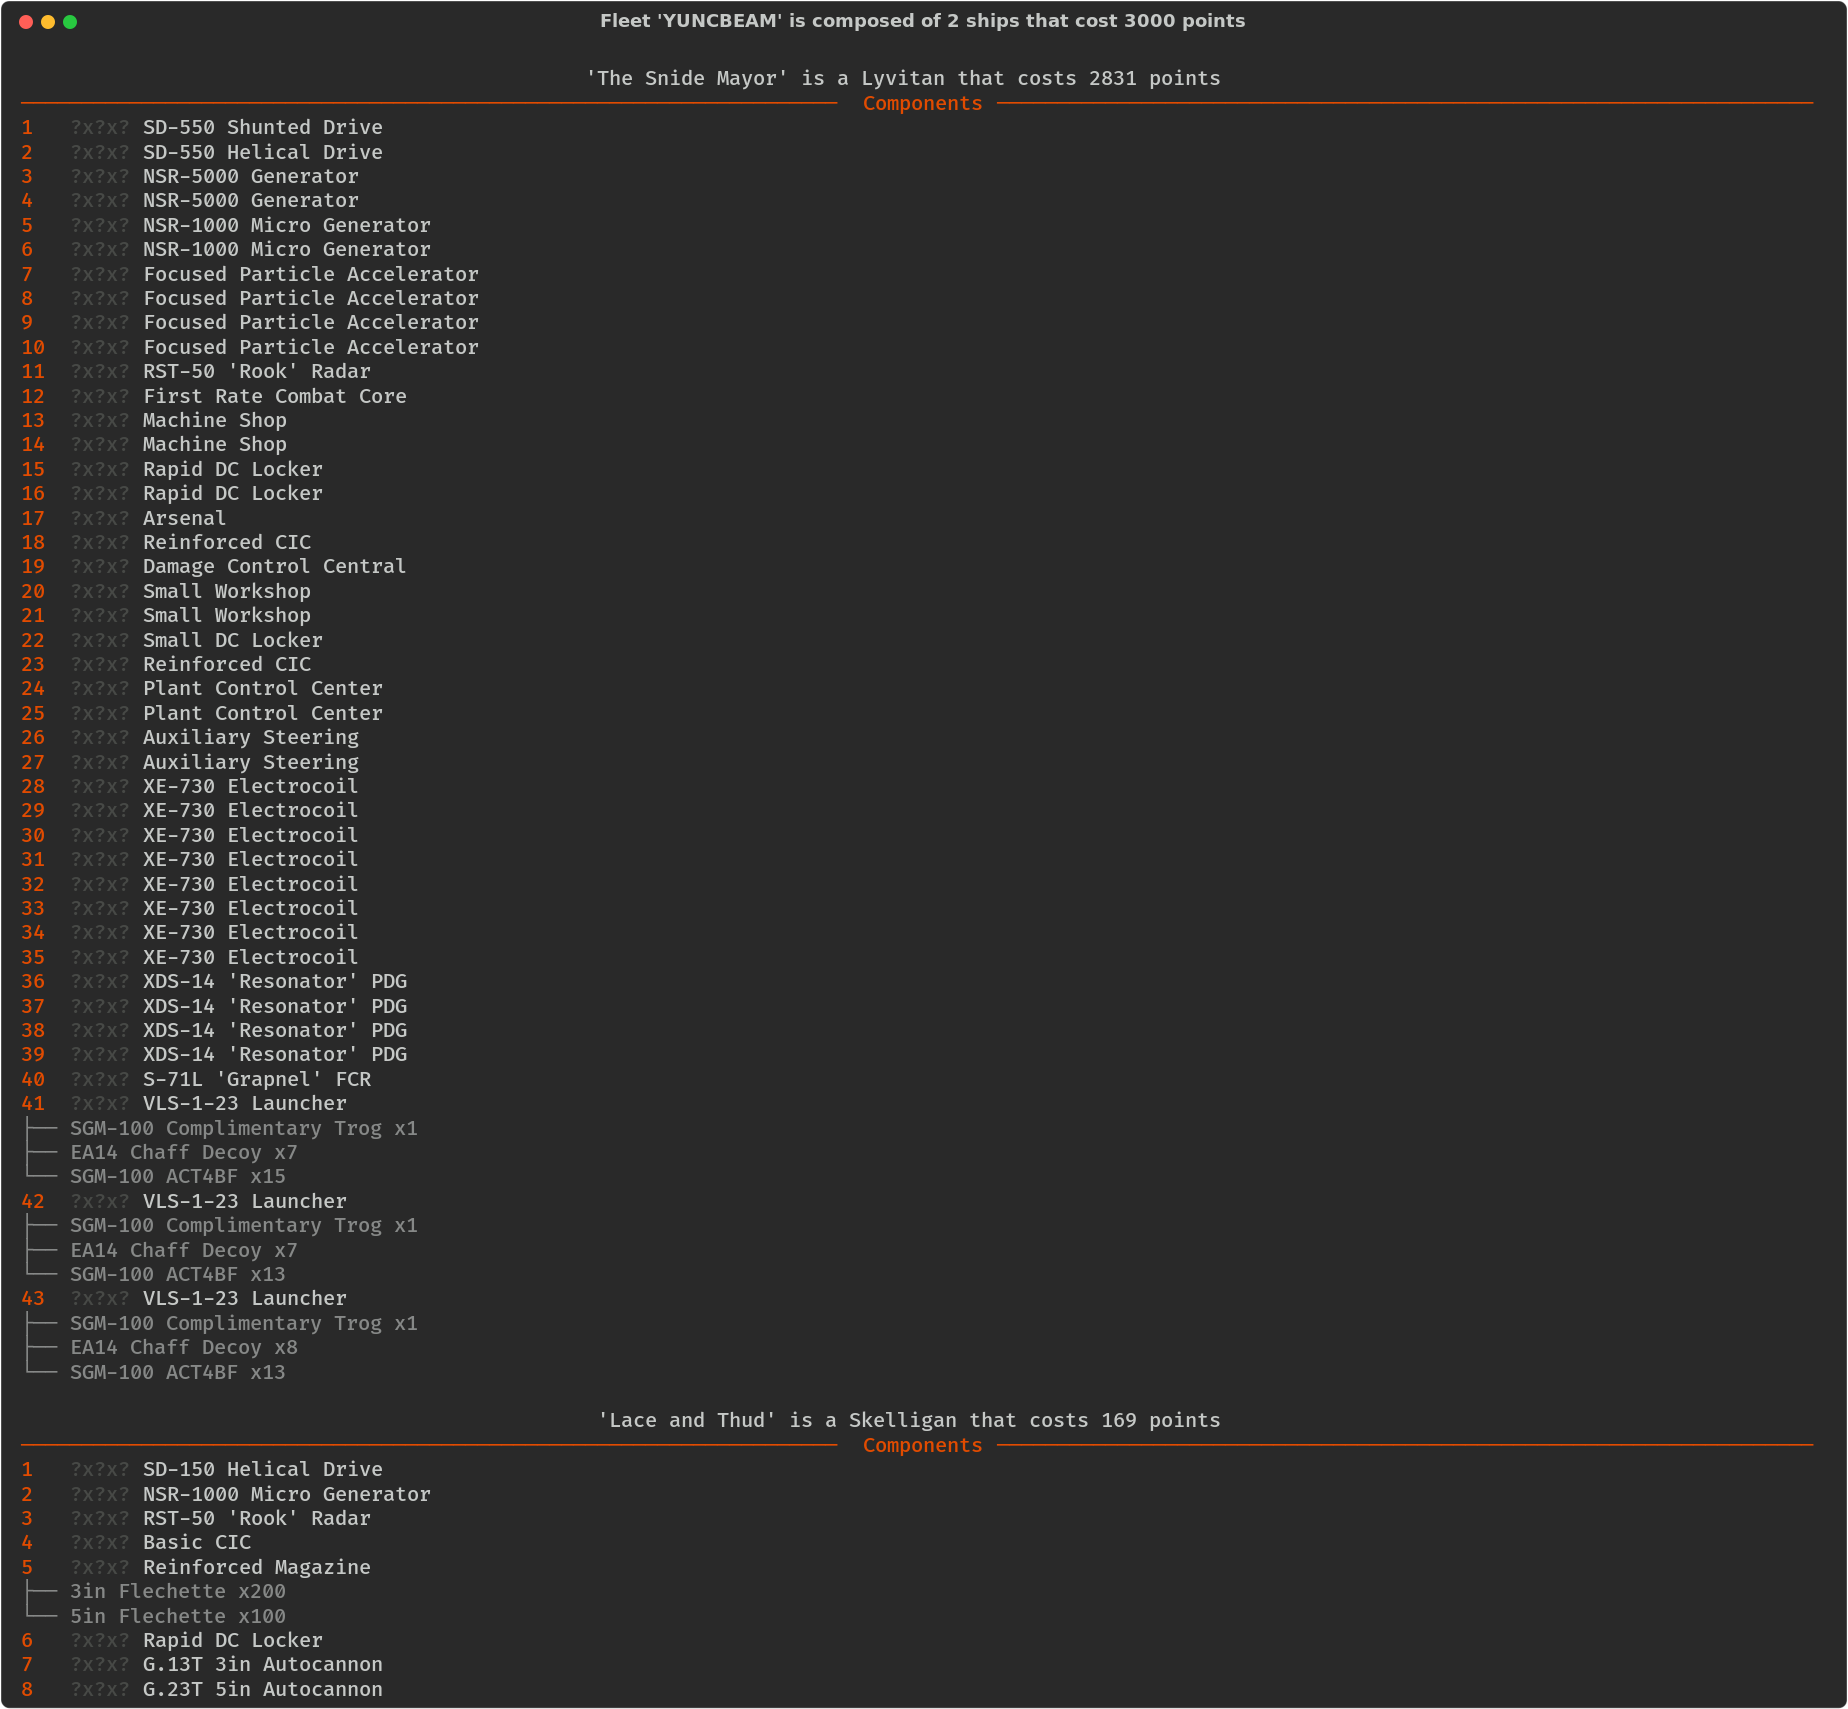 Fleet 'YUNCBEAM' is composed of 2 ships that cost 3000 points
'The Snide Mayor' is a Lyvitan that costs 2831 points
Components
1 ?x?x? SD-550 Shunted Drive
2 ?x?x? SD-550 Helical Drive
3 ?x?x? NSR-5000 Generator
4 ?x?x? NSR-5000 Generator
5 ?x?x? NSR-1000 Micro Generator
6 ?x?x? NSR-1000 Micro Generator
7 ?x?x? Focused Particle Accelerator
8 ?x?x? Focused Particle Accelerator
9 ?x?x? Focused Particle Accelerator
10 ?x?x? Focused Particle Accelerator
11 ?x?x? RST-50 'Rook' Radar
12 ?x?x? First Rate Combat Core
13 ?x?x? Machine Shop
14 ?x?x? Machine Shop
15 ?x?x? Rapid DC Locker
16 ?x?x? Rapid DC Locker
17 ?x?x? Arsenal
18 ?x?x? Reinforced CIC
19 ?x?x? Damage Control Central
20 ?x?x? Small Workshop
21 ?x?x? Small Workshop
22 ?x?x? Small DC Locker
23 ?x?x? Reinforced CIC
24 ?x?x? Plant Control Center
25 ?x?x? Plant Control Center
26 ?x?x? Auxiliary Steering
27 ?x?x? Auxiliary Steering
28 ?x?x? XE-730 Electrocoil
29 ?x?x? XE-730 Electrocoil
30 ?x?x? XE-730 Electrocoil
31 ?x?x? XE-730 Electrocoil
32 ?x?x? XE-730 Electrocoil
33 ?x?x? XE-730 Electrocoil
34 ?x?x? XE-730 Electrocoil
35 ?x?x? XE-730 Electrocoil
36 ?x?x? XDS-14 'Resonator' PDG
37 ?x?x? XDS-14 'Resonator' PDG
38 ?x?x? XDS-14 'Resonator' PDG
39 ?x?x? XDS-14 'Resonator' PDG
40 ?x?x? S-71L 'Grapnel' FCR
41 ?x?x? VLS-1-23 Launcher
SGM-100 Complimentary Trog x1
EA14 Chaff Decoy x7
SGM-100 ACT4BF x15
42 ?x?x? VLS-1-23 Launcher
SGM-100 Complimentary Trog x1
EA14 Chaff Decoy x7
SGM-100 ACT4BF x13
43 ?x?x? VLS-1-23 Launcher
SGM-100 Complimentary Trog x1
EA14 Chaff Decoy x8
SGM-100 ACT4BF x13
'Lace and Thud' is a Skelligan that costs 169 points
Components
1 ?x?x? SD-150 Helical Drive
2 ?x?x? NSR-1000 Micro Generator
3 ?x?x? RST-50 'Rook' Radar
4 ?x?x? Basic CIC
5 ?x?x? Reinforced Magazine
3in Flechette x200
5in Flechette x100
6 ?x?x? Rapid DC Locker
7 ?x?x? G.13T 3in Autocannon
8 ?x?x? G.23T 5in Autocannon